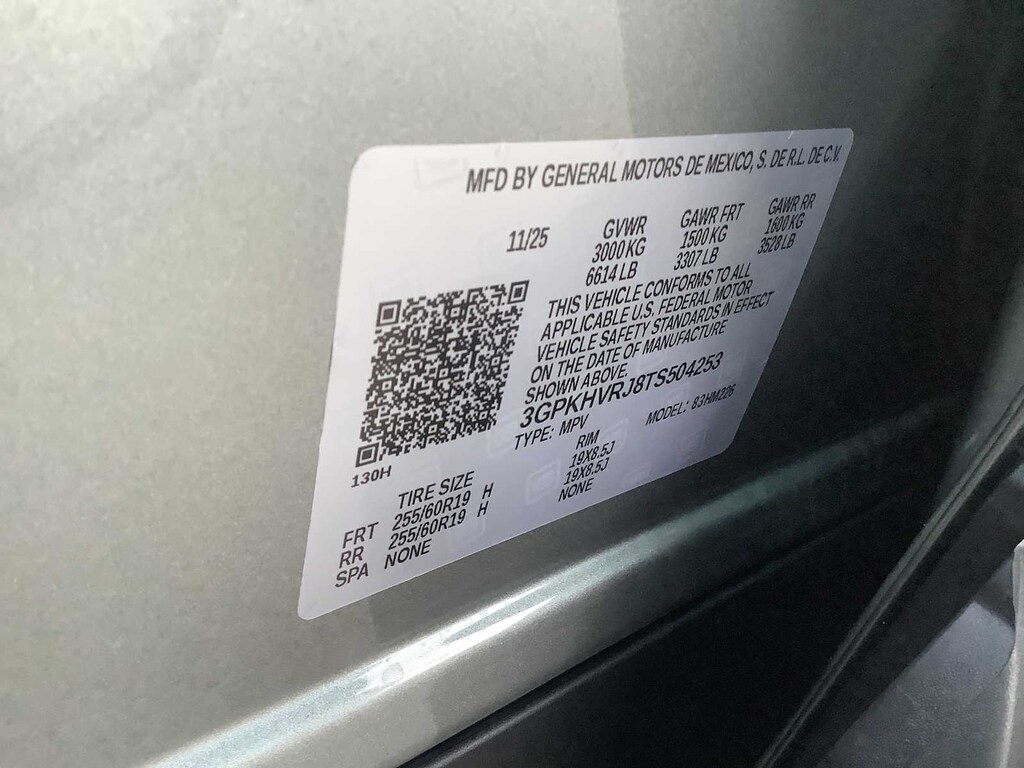 MFD BY GENERAL MOTORS DE MEXICO, S. DE R.L. DE C.V.
11/25 GVWR GAWR FRT GAWR RR
3000 KG 1500 KG 1600 KG
6614 LB 3307 LB 3528 LB
THIS VEHICLE CONFORMS TO ALL
APPLICABLE U.S. FEDERAL MOTOR
VEHICLE SAFETY STANDARDS IN EFFECT
ON THE DATE OF MANUFACTURE
SHOWN ABOVE.
3GPKHVRJ8TS504253
TYPE: MPV MODEL: 83HM226
130H
TIRE SIZE RIM
FRT 255/60R19 H 19X8.5J
RR 255/60R19 H 19X8.5J
SPA NONE NONE